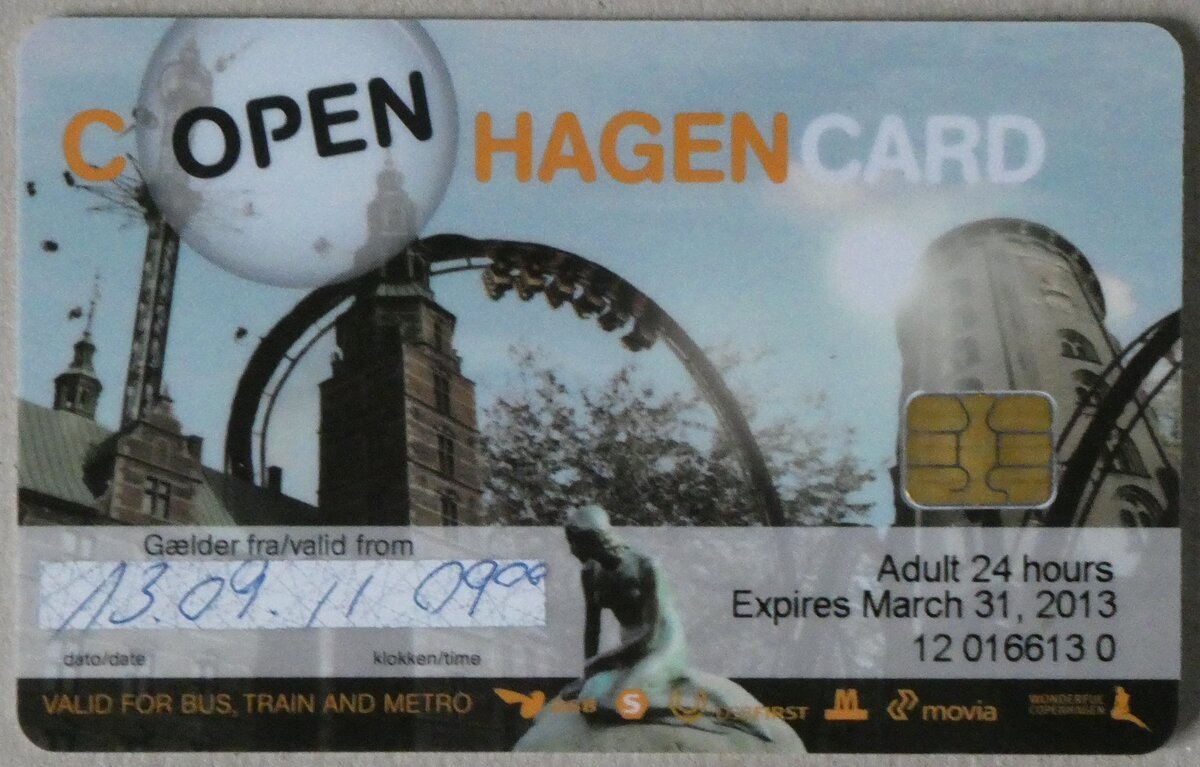 COPENHAGENCARD
Gælder fra/valid from
13.09.11 09⁰⁰
dato/date klokken/time
Adult 24 hours
Expires March 31, 2013
12 016613 0
VALID FOR BUS, TRAIN AND METRO DSB S DSBFIRST M movia
WONDERFUL
COPENHAGEN